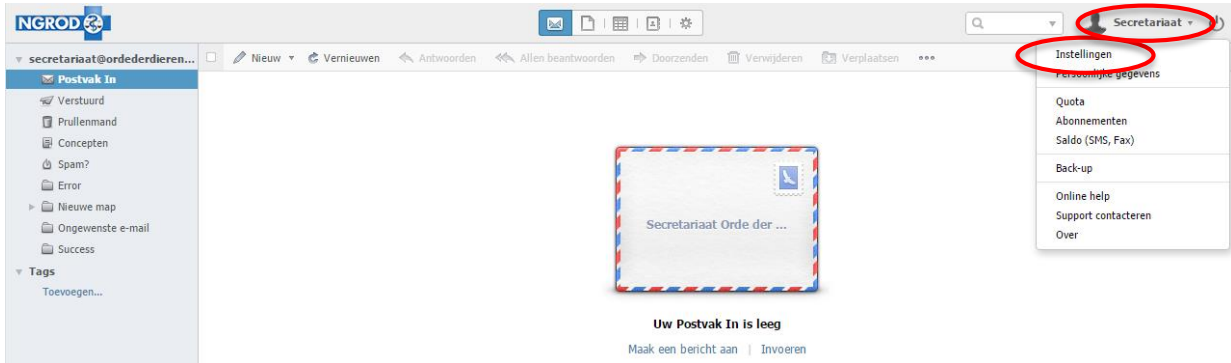 NGROD
Secretariaat
secretariaat@ordederdieren...
Nieuw
Vernieuwen
Antwoorden
Allen beantwoorden
Doorzenden
Verwijderen
Verplaatsen
Postvak In
Verstuurd
Prullenmand
Concepten
Spam?
Error
Nieuwe map
Ongewenste e-mail
Success
Tags
Toevoegen...
Secretariaat Orde der ...
Uw Postvak In is leeg
Maak een bericht aan | Invoeren
Instellingen
Persoonlijke gegevens
Quota
Abonnementen
Saldo (SMS, Fax)
Back-up
Online help
Support contacteren
Over